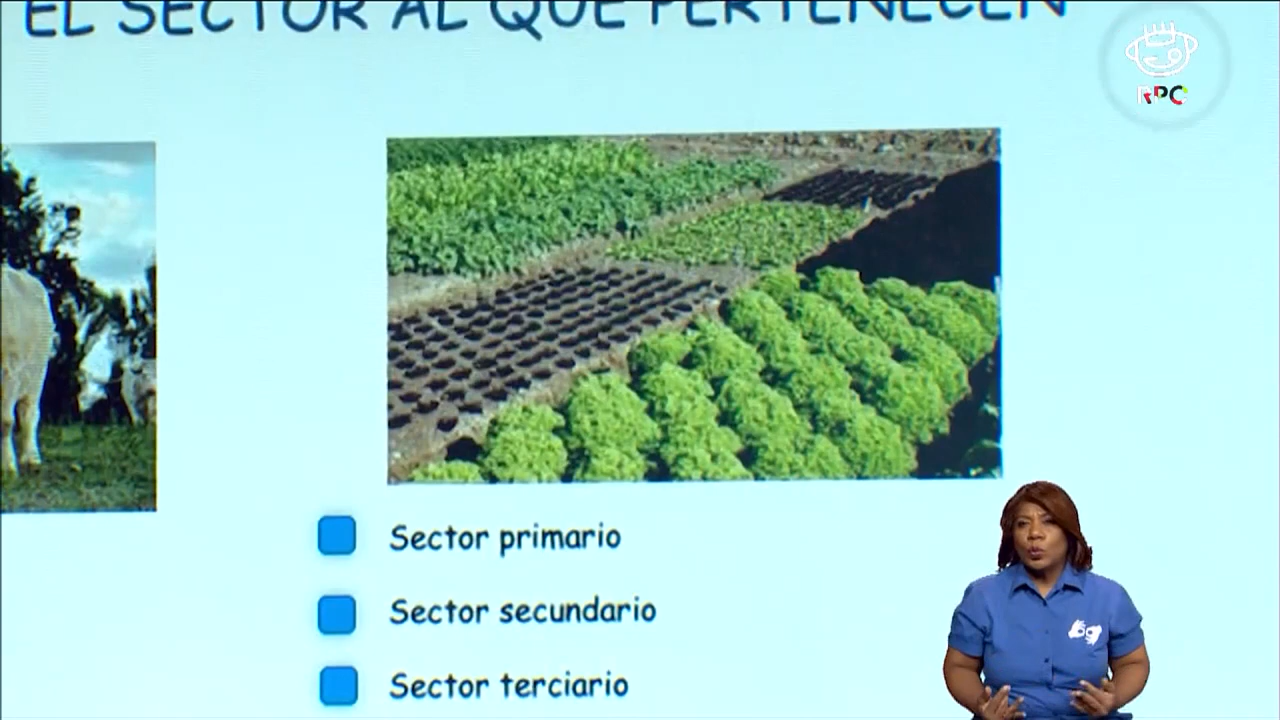 EL SECTOR AL QUE PERTENECEN
RPC
Sector primario
Sector secundario
Sector terciario